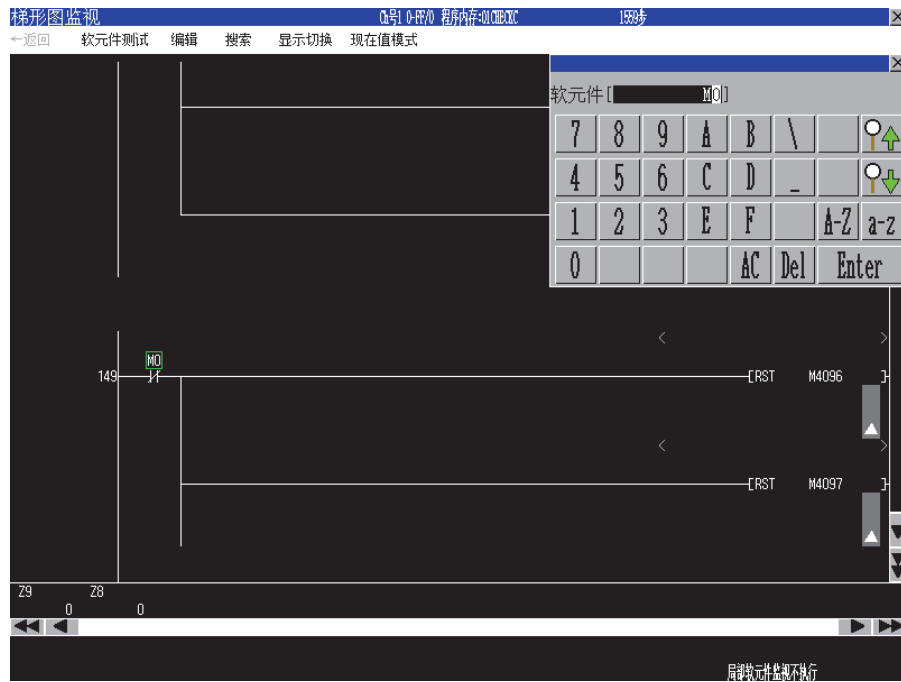 梯形图监视 Ch号1 0-FF/0 程序内存:01CHECKC 1559步
←返回 软元件测试 编辑 搜索 显示切换 现在值模式
软元件[ M0]
7 8 9 A B \
4 5 6 C D _
1 2 3 E F A-Z a-z
0 AC Del Enter
< >
M0
149 [RST M4096 ]
< >
[RST M4097 ]
Z9 Z8
0 0
局部软元件监视不执行